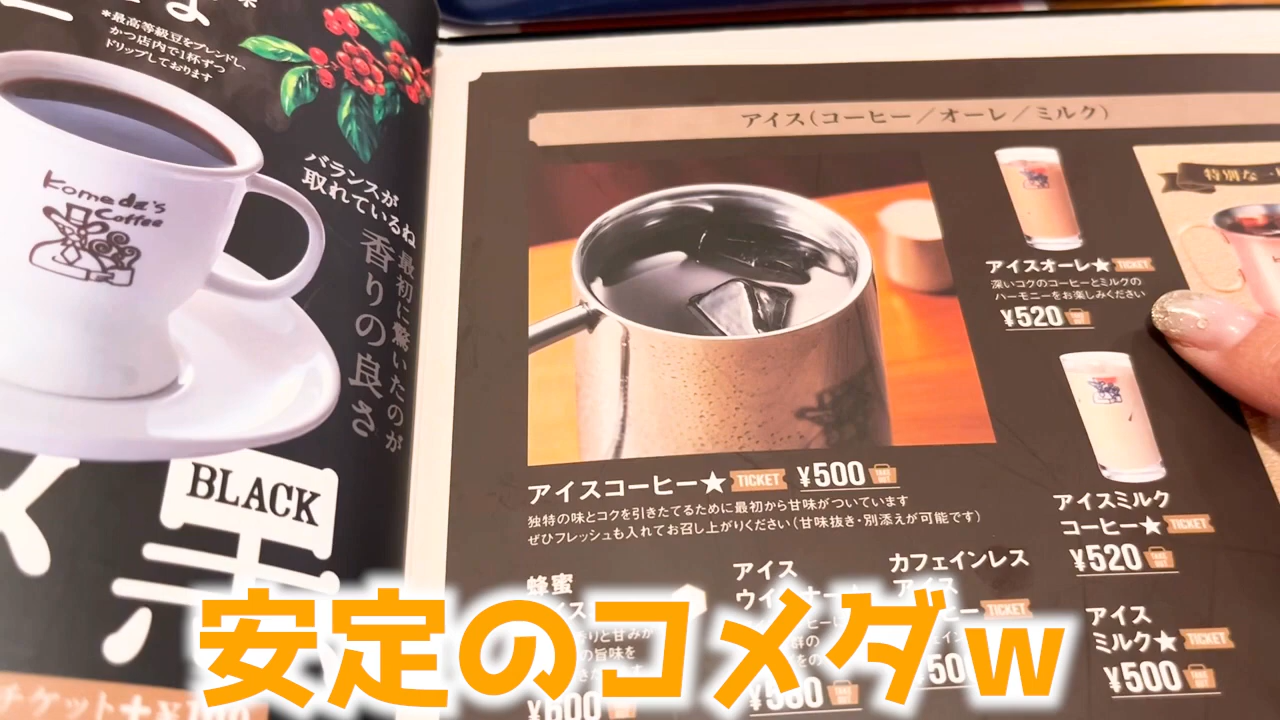 *最高等級豆をブレンドし、
かつ店内で1杯ずつ
ドリップしております
Komeda's
Coffee
バランスが
取れているね
最初に驚いたのが
香りの良さ
BLACK
黒
チケット+¥100
アイス(コーヒー/オーレ/ミルク)
アイスコーヒー★ TICKET ¥500
独特の味とコクを引きたてるために最初から甘味がついています
ぜひフレッシュも入れてお召し上がりください(甘味抜き・別添えが可能です)
アイスオーレ★ TICKET
深いコクのコーヒーとミルクの
ハーモニーをお楽しみください
¥520
アイスミルク
コーヒー★ TICKET
¥520
アイス
ミルク★ TICKET
¥500
特別な一
蜂蜜
アイス
カフェインレス
アイス
TICKET
安定のコメダw